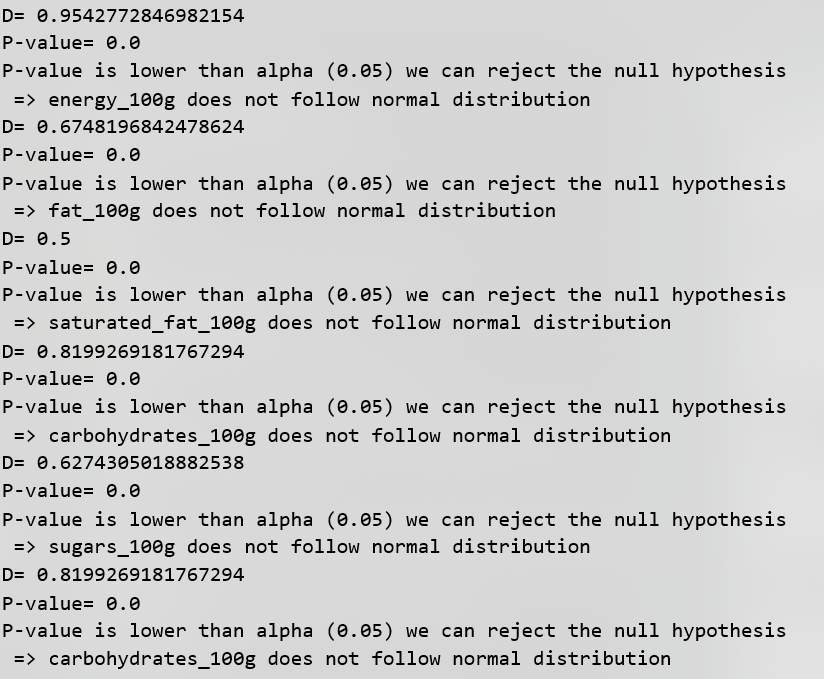 D= 0.9542772846982154
P-value= 0.0
P-value is lower than alpha (0.05) we can reject the null hypothesis
=> energy_100g does not follow normal distribution
D= 0.6748196842478624
P-value= 0.0
P-value is lower than alpha (0.05) we can reject the null hypothesis
=> fat_100g does not follow normal distribution
D= 0.5
P-value= 0.0
P-value is lower than alpha (0.05) we can reject the null hypothesis
=> saturated_fat_100g does not follow normal distribution
D= 0.8199269181767294
P-value= 0.0
P-value is lower than alpha (0.05) we can reject the null hypothesis
=> carbohydrates_100g does not follow normal distribution
D= 0.6274305018882538
P-value= 0.0
P-value is lower than alpha (0.05) we can reject the null hypothesis
=> sugars_100g does not follow normal distribution
D= 0.8199269181767294
P-value= 0.0
P-value is lower than alpha (0.05) we can reject the null hypothesis
=> carbohydrates_100g does not follow normal distribution